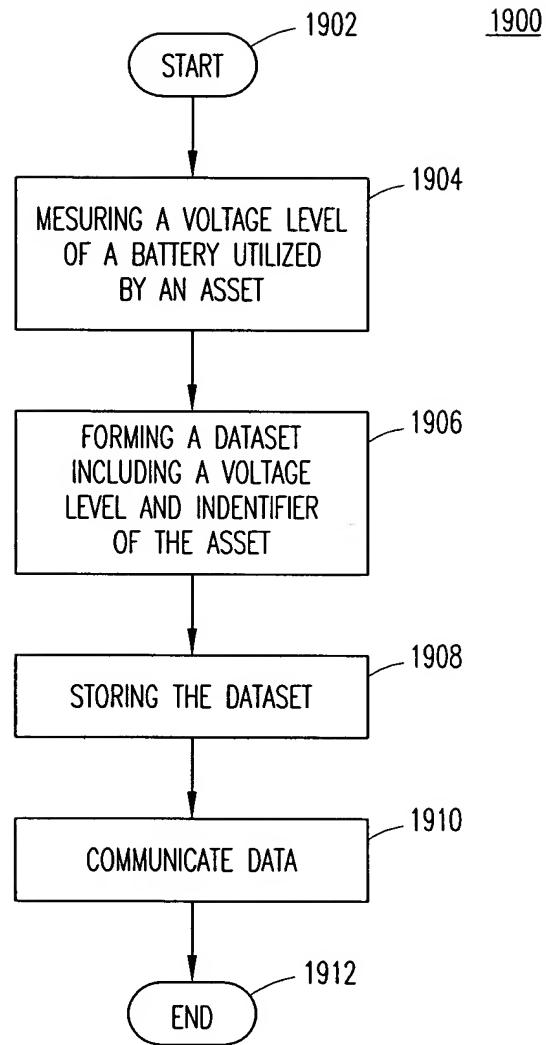 1900
1902
START
1904
MESURING A VOLTAGE LEVEL
OF A BATTERY UTILIZED
BY AN ASSET
1906
FORMING A DATASET
INCLUDING A VOLTAGE
LEVEL AND INDENTIFIER
OF THE ASSET
1908
STORING THE DATASET
1910
COMMUNICATE DATA
1912
END